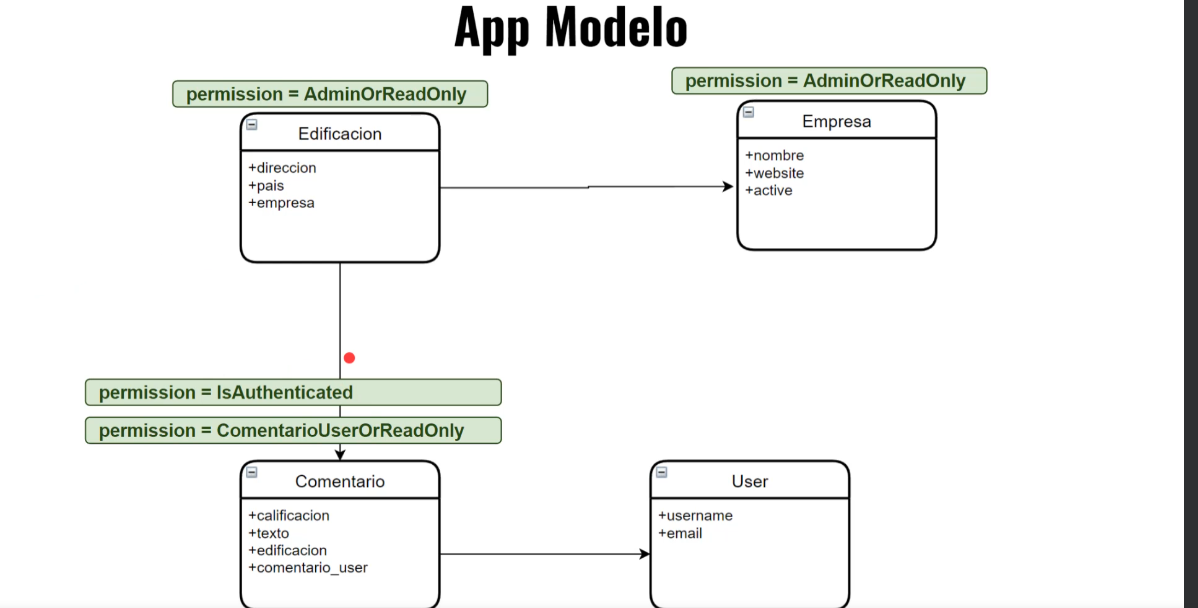 App Modelo
permission = AdminOrReadOnly
permission = AdminOrReadOnly
Edificacion
+direccion
+pais
+empresa
Empresa
+nombre
+website
+active
permission = IsAuthenticated
permission = ComentarioUserOrReadOnly
Comentario
+calificacion
+texto
+edificacion
+comentario_user
User
+username
+email